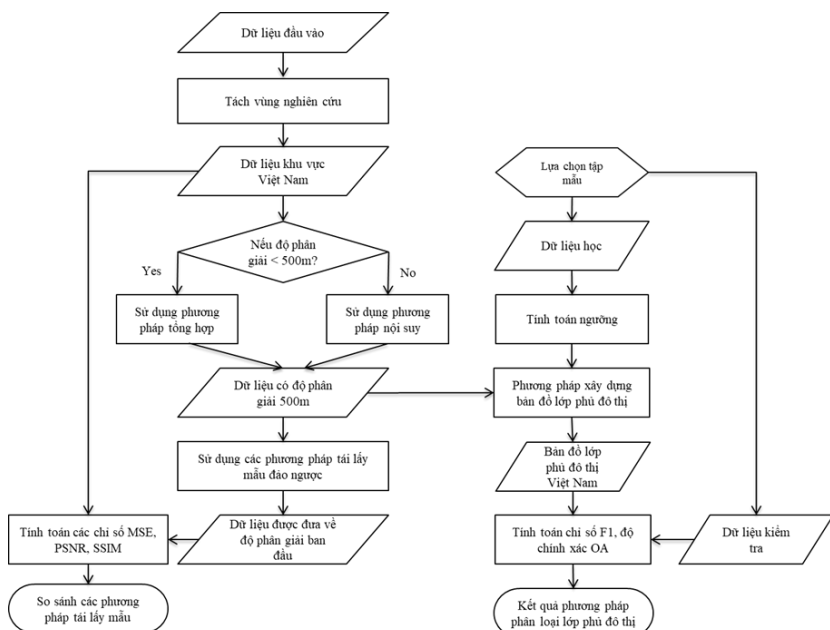 Dữ liệu đầu vào
Tách vùng nghiên cứu
Dữ liệu khu vực
Việt Nam
Lựa chọn tập
mẫu
Nếu độ phân
giải < 500m?
Dữ liệu học
Yes
No
Sử dụng phương
pháp tổng hợp
Sử dụng phương
pháp nội suy
Tính toán ngưỡng
Dữ liệu có độ phân
giải 500m
Phương pháp xây dựng
bản đồ lớp phủ đô thị
Sử dụng các phương pháp tái lấy
mẫu đảo ngược
Bản đồ lớp
phủ đô thị
Việt Nam
Tính toán các chỉ số MSE,
PSNR, SSIM
Dữ liệu được đưa về
độ phân giải ban
đầu
Tính toán chỉ số F1, độ
chính xác OA
Dữ liệu kiểm
tra
So sánh các phương
pháp tái lấy mẫu
Kết quả phương pháp
phân loại lớp phủ đô thị